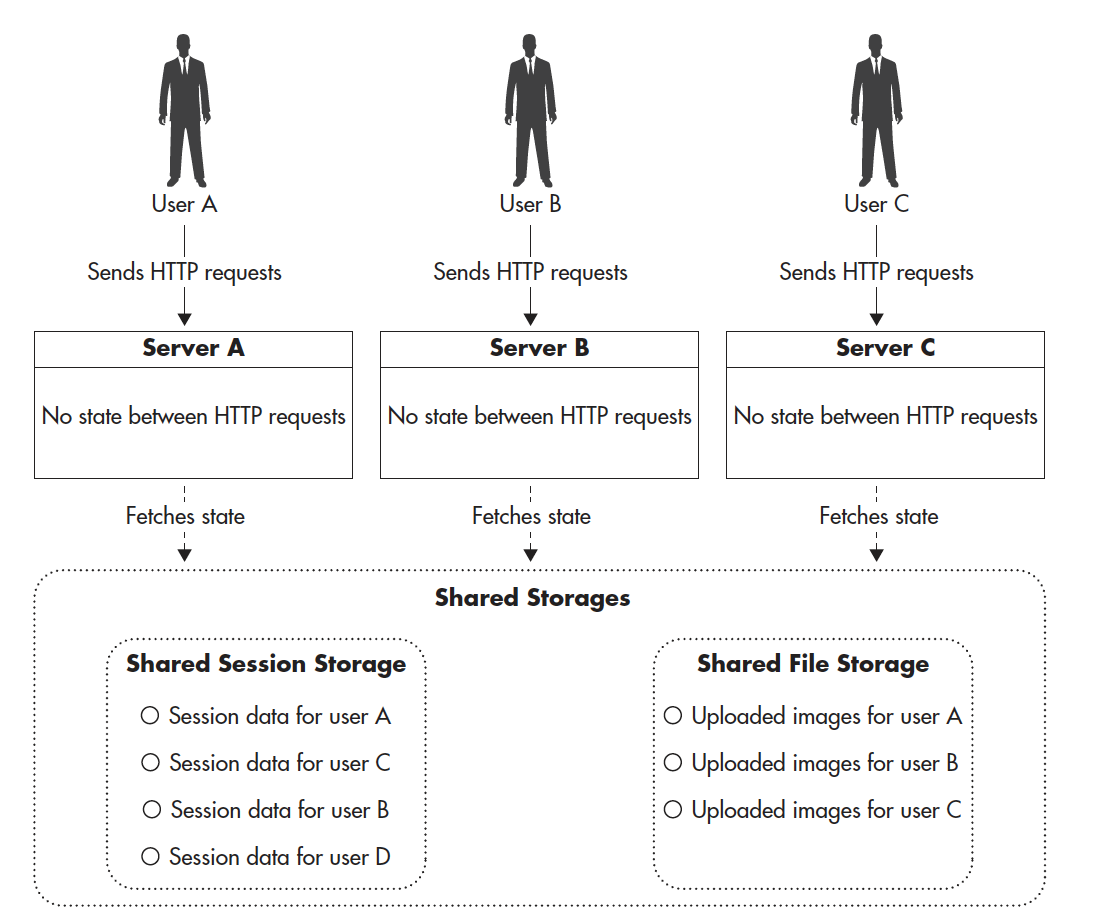 User A
User B
User C
Sends HTTP requests
Sends HTTP requests
Sends HTTP requests
Server A
Server B
Server C
No state between HTTP requests
No state between HTTP requests
No state between HTTP requests
Fetches state
Fetches state
Fetches state
Shared Storages
Shared Session Storage
Session data for user A
Session data for user C
Session data for user B
Session data for user D
Shared File Storage
Uploaded images for user A
Uploaded images for user B
Uploaded images for user C